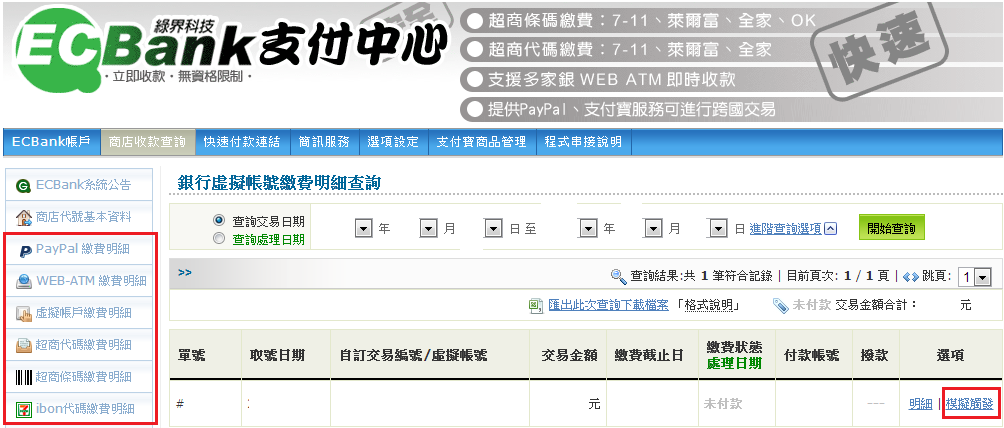 綠界科技
ECBank 支付中心
‧立即收款‧無資格限制‧
快速
超商條碼繳費：7-11、萊爾富、全家、OK
超商代碼繳費：7-11、萊爾富、全家
支援多家銀 WEB ATM 即時收款
提供PayPal、支付寶服務可進行跨國交易
ECBank帳戶 商店收款查詢 快速付款連結 簡訊服務 選項設定 支付寶商品管理 程式串接說明
ECBank系統公告
商店代號基本資料
PayPal 繳費明細
WEB-ATM 繳費明細
虛擬帳戶繳費明細
超商代碼繳費明細
超商條碼繳費明細
ibon代碼繳費明細
銀行虛擬帳號繳費明細查詢
查詢交易日期
查詢處理日期
年 月 日 至 年 月 日 進階查詢選項 開始查詢
>> 查詢結果:共 1 筆符合記錄 | 目前頁次: 1 / 1 頁 | 跳頁: 1
匯出此次查詢下載檔案 「格式說明」 未付款 交易金額合計： 元
單號 取號日期 自訂交易編號/虛擬帳號 交易金額 繳費截止日 繳費狀態 付款帳號 撥款 選項
處理日期
# 元 未付款 --- 明細 | 模擬觸發